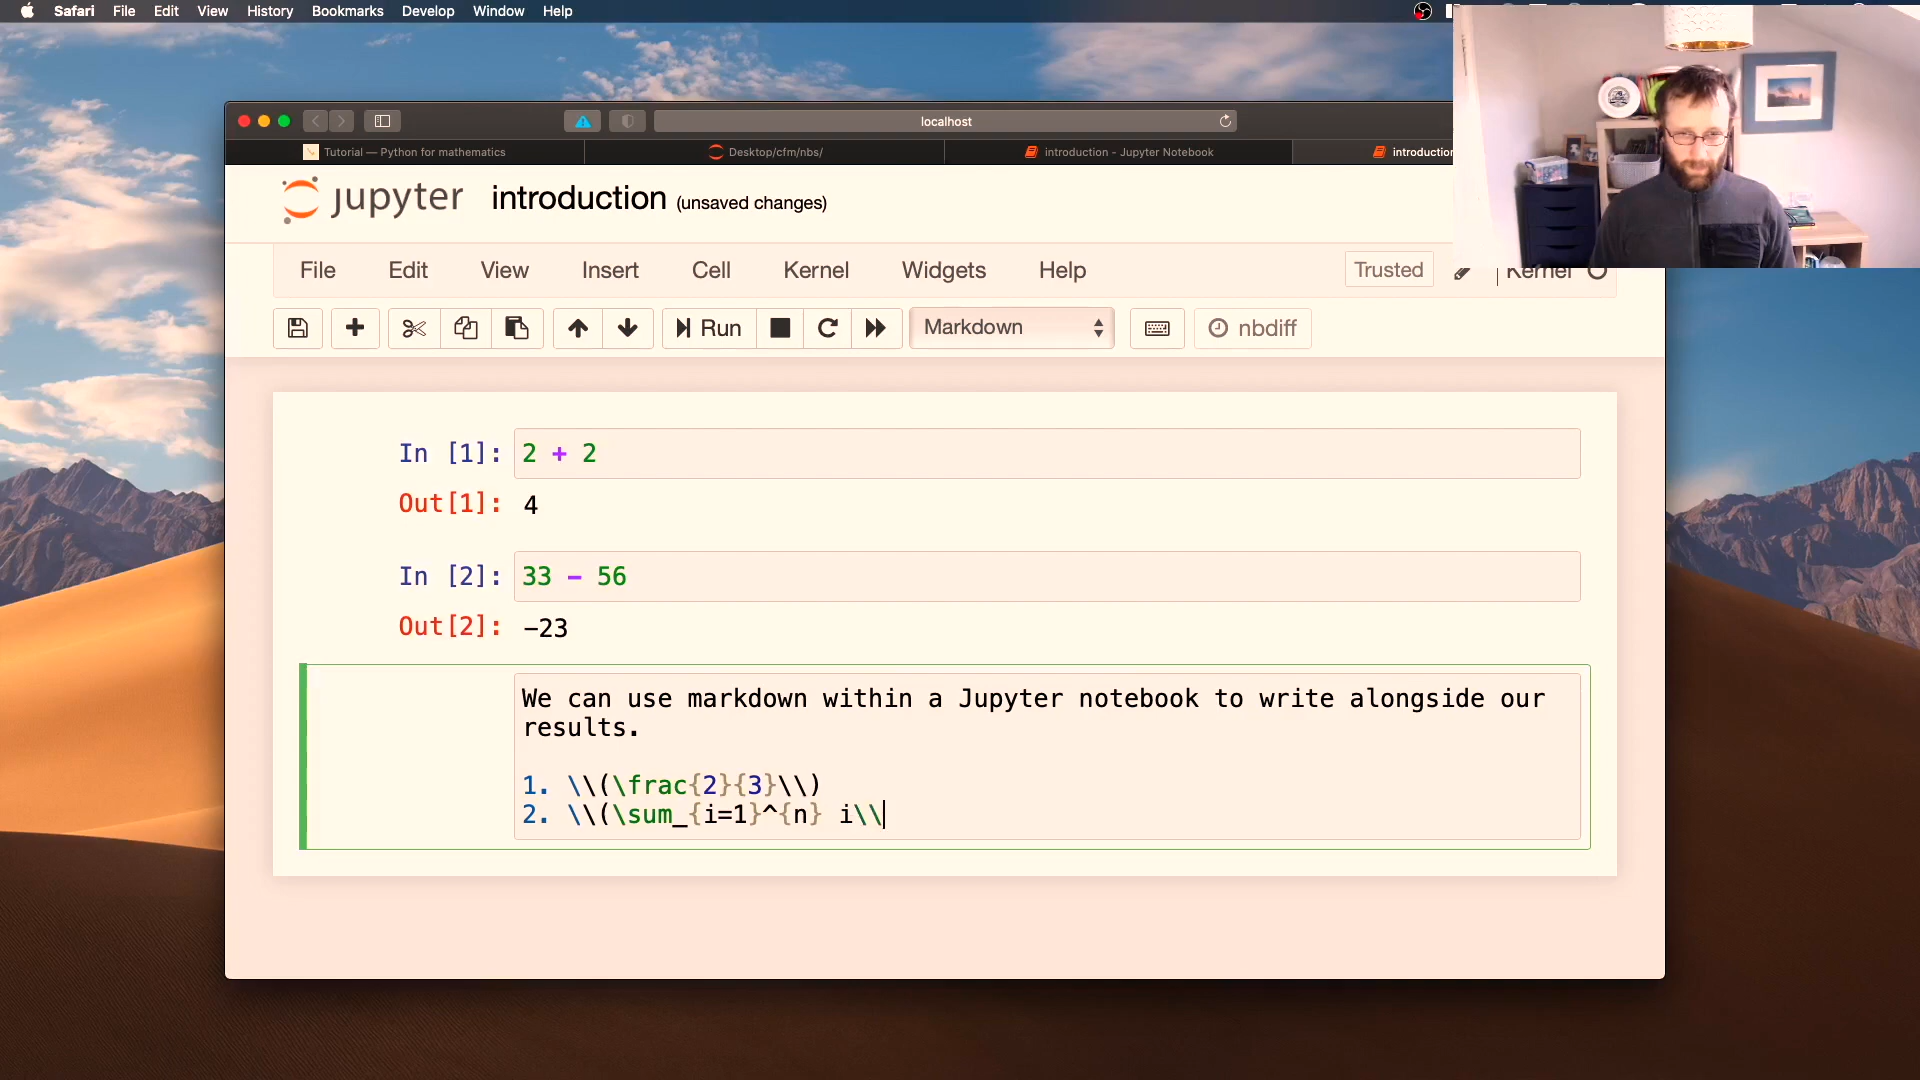 Safari File Edit View History Bookmarks Develop Window Help
localhost
Tutorial — Python for mathematics
Desktop/cfm/nbs/
introduction - Jupyter Notebook
introduction
jupyter introduction (unsaved changes)
File Edit View Insert Cell Kernel Widgets Help Trusted Kernel
Run Markdown nbdiff
In [1]: 2 + 2
Out[1]: 4
In [2]: 33 - 56
Out[2]: -23
We can use markdown within a Jupyter notebook to write alongside our
results.
1. \\(\frac{2}{3}\\)
2. \\(\sum_{i=1}^{n} i\\